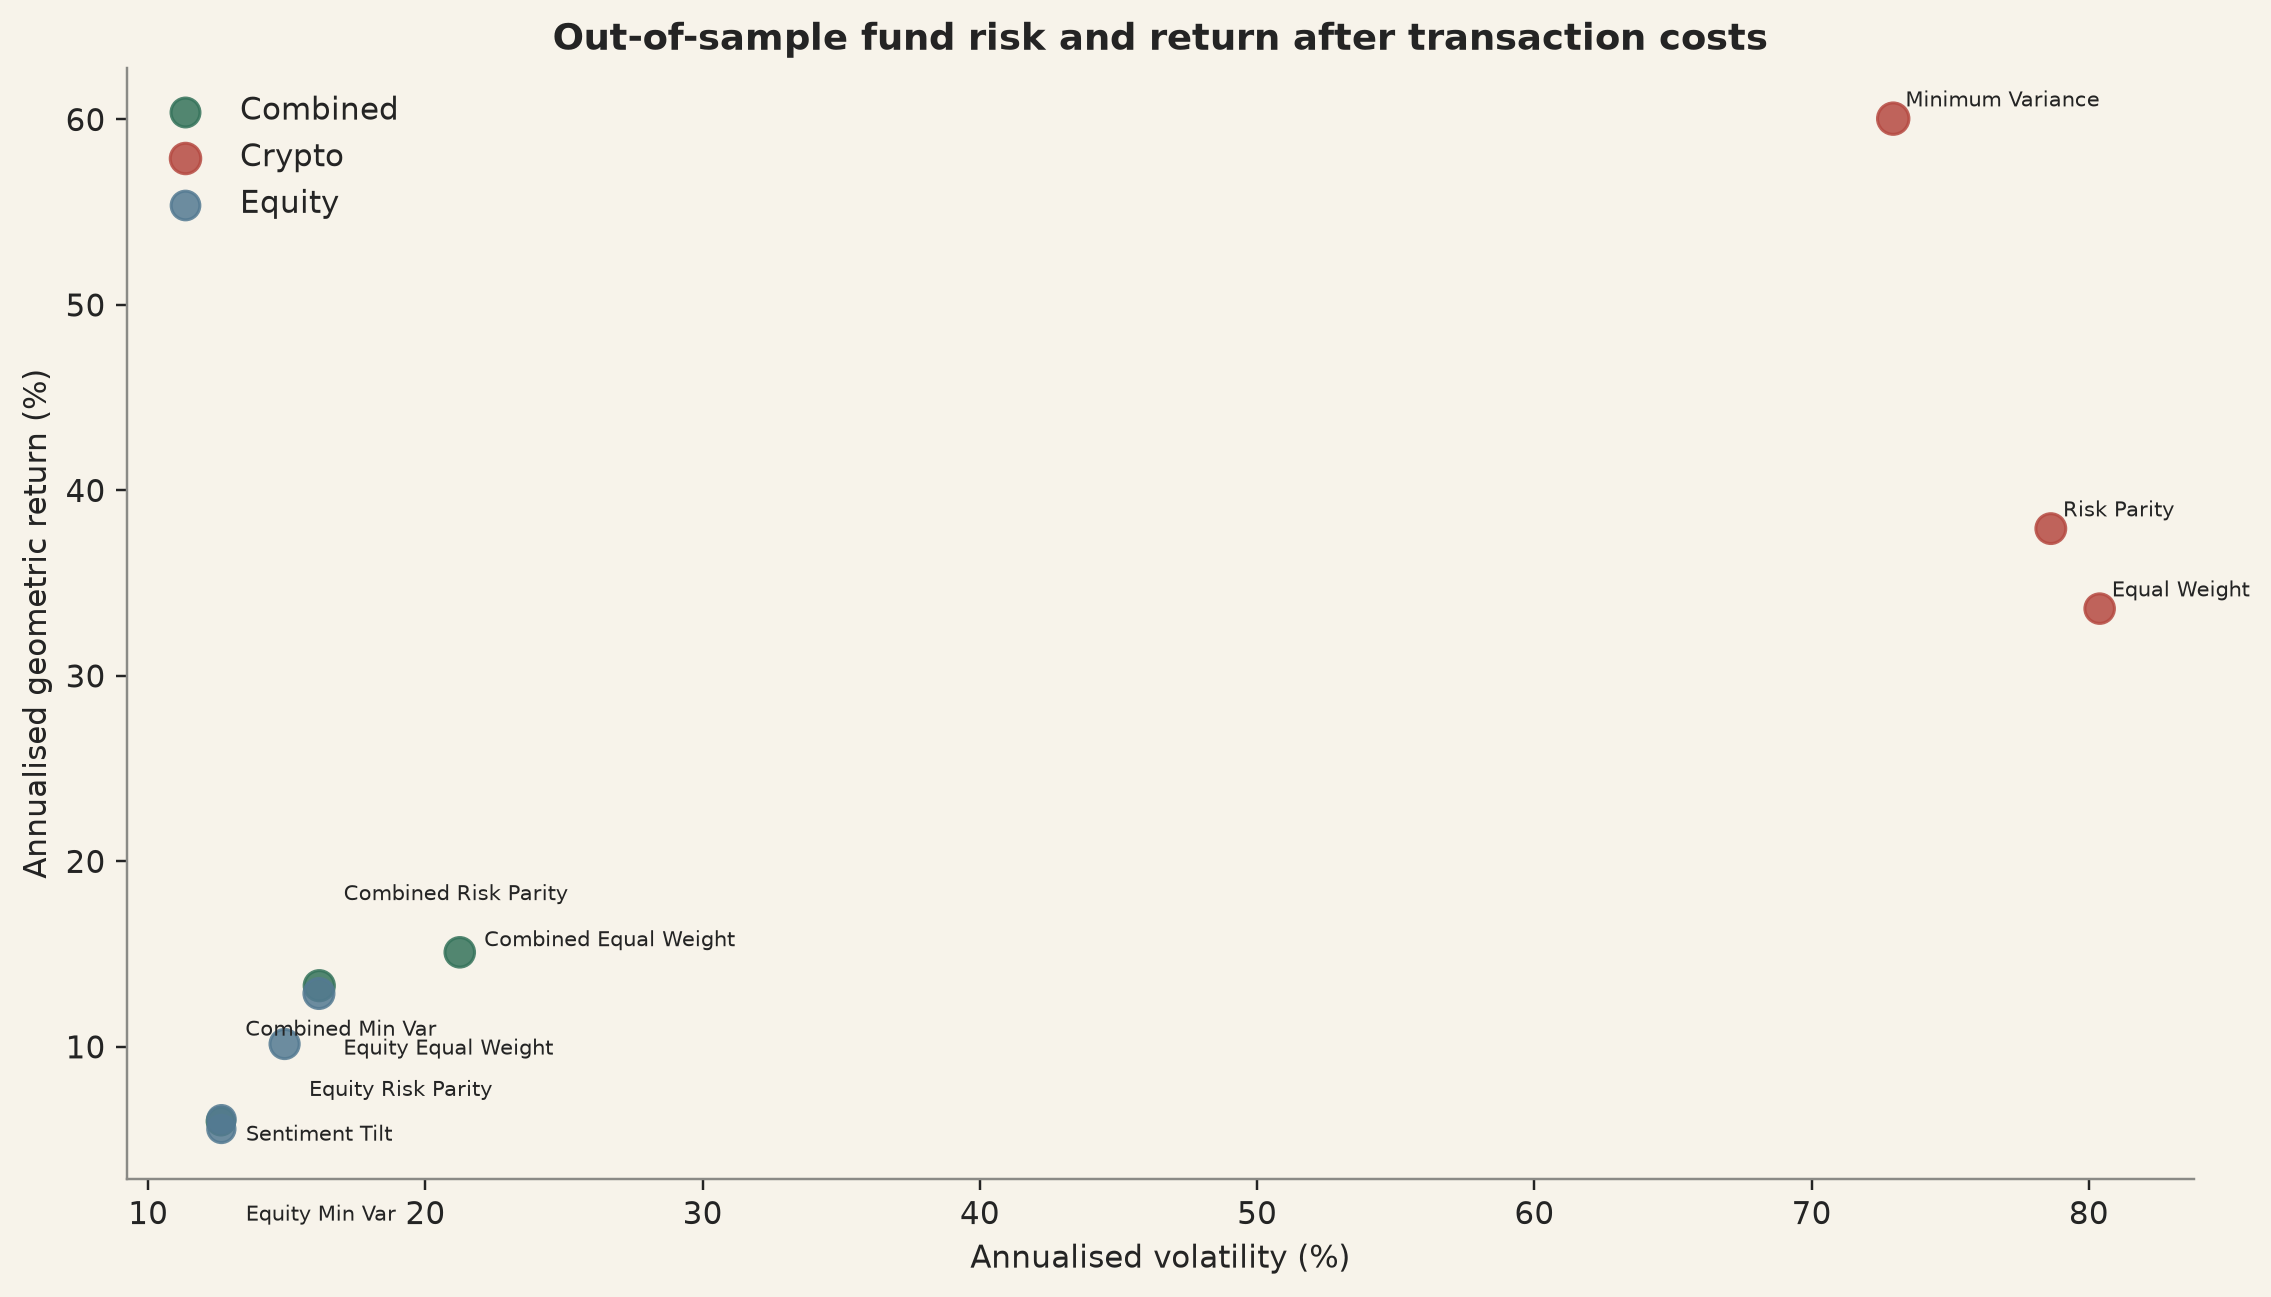 Out-of-sample fund risk and return after transaction costs
Combined
Crypto
Equity
Annualised geometric return (%)
60
50
40
30
20
10
Minimum Variance
Risk Parity
Equal Weight
Combined Risk Parity
Combined Equal Weight
Combined Min Var
Equity Equal Weight
Equity Risk Parity
Sentiment Tilt
Equity Min Var
10 20 30 40 50 60 70 80
Annualised volatility (%)